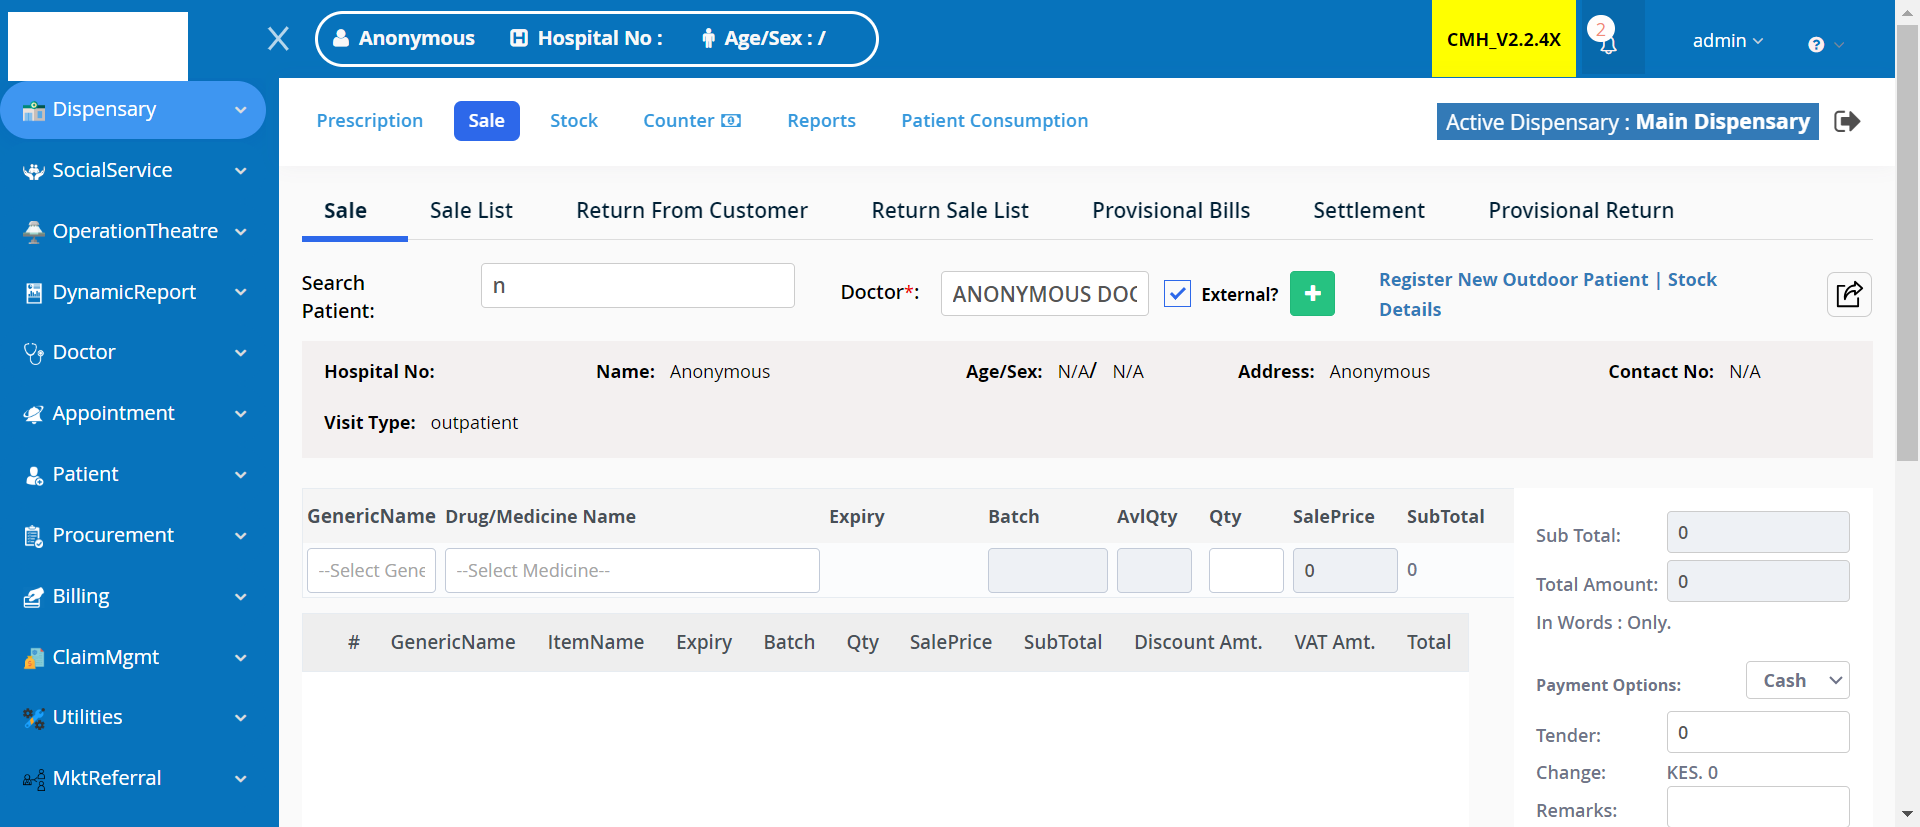 Anonymous Hospital No : Age/Sex : /
CMH_V2.2.4X
2
admin
?
Dispensary
SocialService
OperationTheatre
DynamicReport
Doctor
Appointment
Patient
Procurement
Billing
ClaimMgmt
Utilities
MktReferral
Prescription Sale Stock Counter Reports Patient Consumption
Active Dispensary : Main Dispensary
Sale Sale List Return From Customer Return Sale List Provisional Bills Settlement Provisional Return
Search
Patient:
n
Doctor*:
ANONYMOUS DOC
External?
+
Register New Outdoor Patient | Stock
Details
Hospital No: Name: Anonymous Age/Sex: N/A/ N/A Address: Anonymous Contact No: N/A
Visit Type: outpatient
GenericName Drug/Medicine Name Expiry Batch AvlQty Qty SalePrice SubTotal
--Select Gene --Select Medicine-- 0 0
# GenericName ItemName Expiry Batch Qty SalePrice SubTotal Discount Amt. VAT Amt. Total
Sub Total: 0
Total Amount: 0
In Words : Only.
Payment Options: Cash
Tender: 0
Change: KES. 0
Remarks: